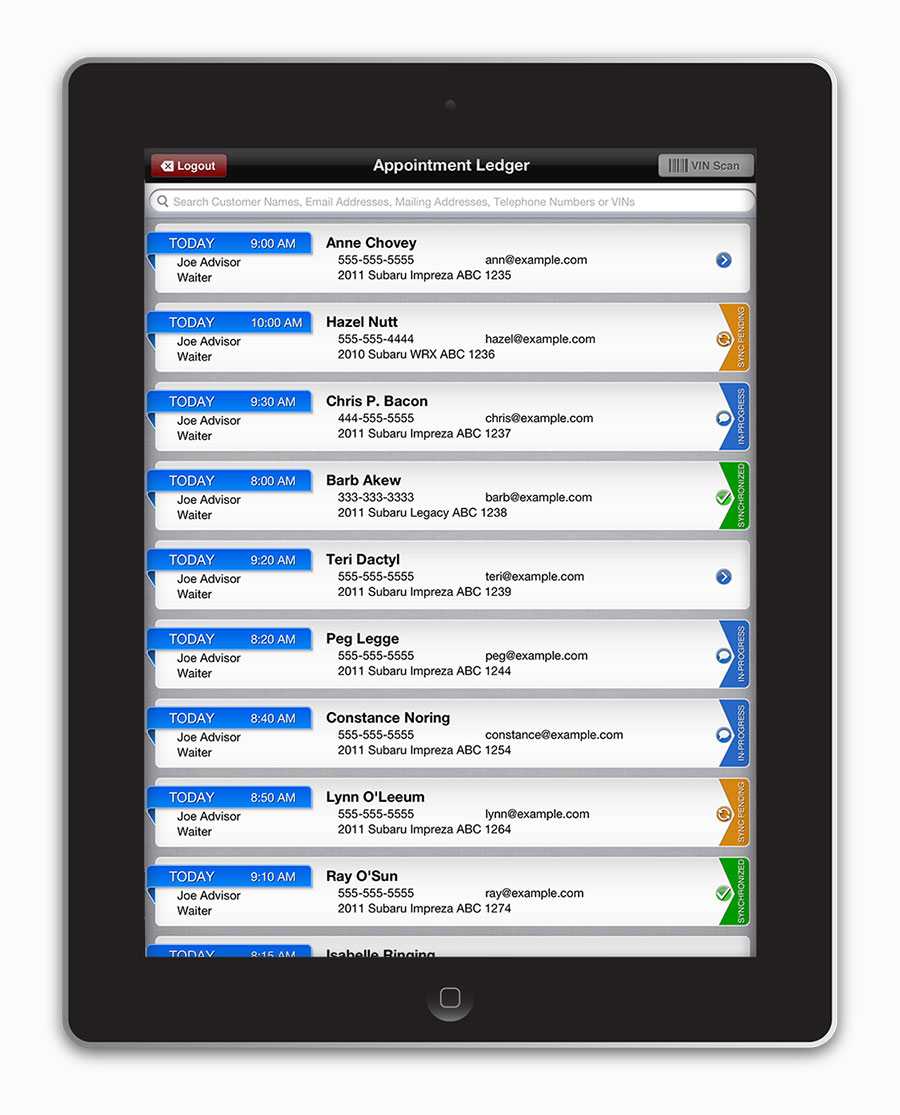 Logout Appointment Ledger VIN Scan
Search Customer Names, Email Addresses, Mailing Addresses, Telephone Numbers or VINs
TODAY 9:00 AM Anne Chovey
Joe Advisor 555-555-5555 ann@example.com
Waiter 2011 Subaru Impreza ABC 1235
TODAY 10:00 AM Hazel Nutt
Joe Advisor 555-555-4444 hazel@example.com
Waiter 2010 Subaru WRX ABC 1236
SYNC PENDING
TODAY 9:30 AM Chris P. Bacon
Joe Advisor 444-555-5555 chris@example.com
Waiter 2011 Subaru Impreza ABC 1237
IN-PROGRESS
TODAY 8:00 AM Barb Akew
Joe Advisor 333-333-3333 barb@example.com
Waiter 2011 Subaru Legacy ABC 1238
SYNCHRONIZED
TODAY 9:20 AM Teri Dactyl
Joe Advisor 555-555-5555 teri@example.com
Waiter 2011 Subaru Impreza ABC 1239
TODAY 8:20 AM Peg Legge
Joe Advisor 555-555-5555 peg@example.com
Waiter 2011 Subaru Impreza ABC 1244
IN-PROGRESS
TODAY 8:40 AM Constance Noring
Joe Advisor 555-555-5555 constance@example.com
Waiter 2011 Subaru Impreza ABC 1254
IN-PROGRESS
TODAY 8:50 AM Lynn O'Leeum
Joe Advisor 555-555-5555 lynn@example.com
Waiter 2011 Subaru Impreza ABC 1264
SYNC PENDING
TODAY 9:10 AM Ray O'Sun
Joe Advisor 555-555-5555 ray@example.com
Waiter 2011 Subaru Impreza ABC 1274
SYNCHRONIZED
TODAY 8:15 AM Isabelle Ringing